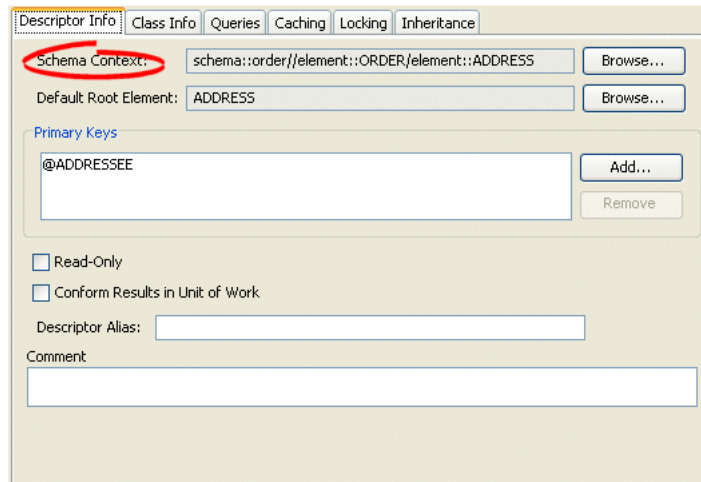 Descriptor Info Class Info Queries Caching Locking Inheritance
Schema Context: schema::order//element::ORDER/element::ADDRESS Browse...
Default Root Element: ADDRESS Browse...
Primary Keys
@ADDRESSEE Add...
Remove
Read-Only
Conform Results in Unit of Work
Descriptor Alias:
Comment